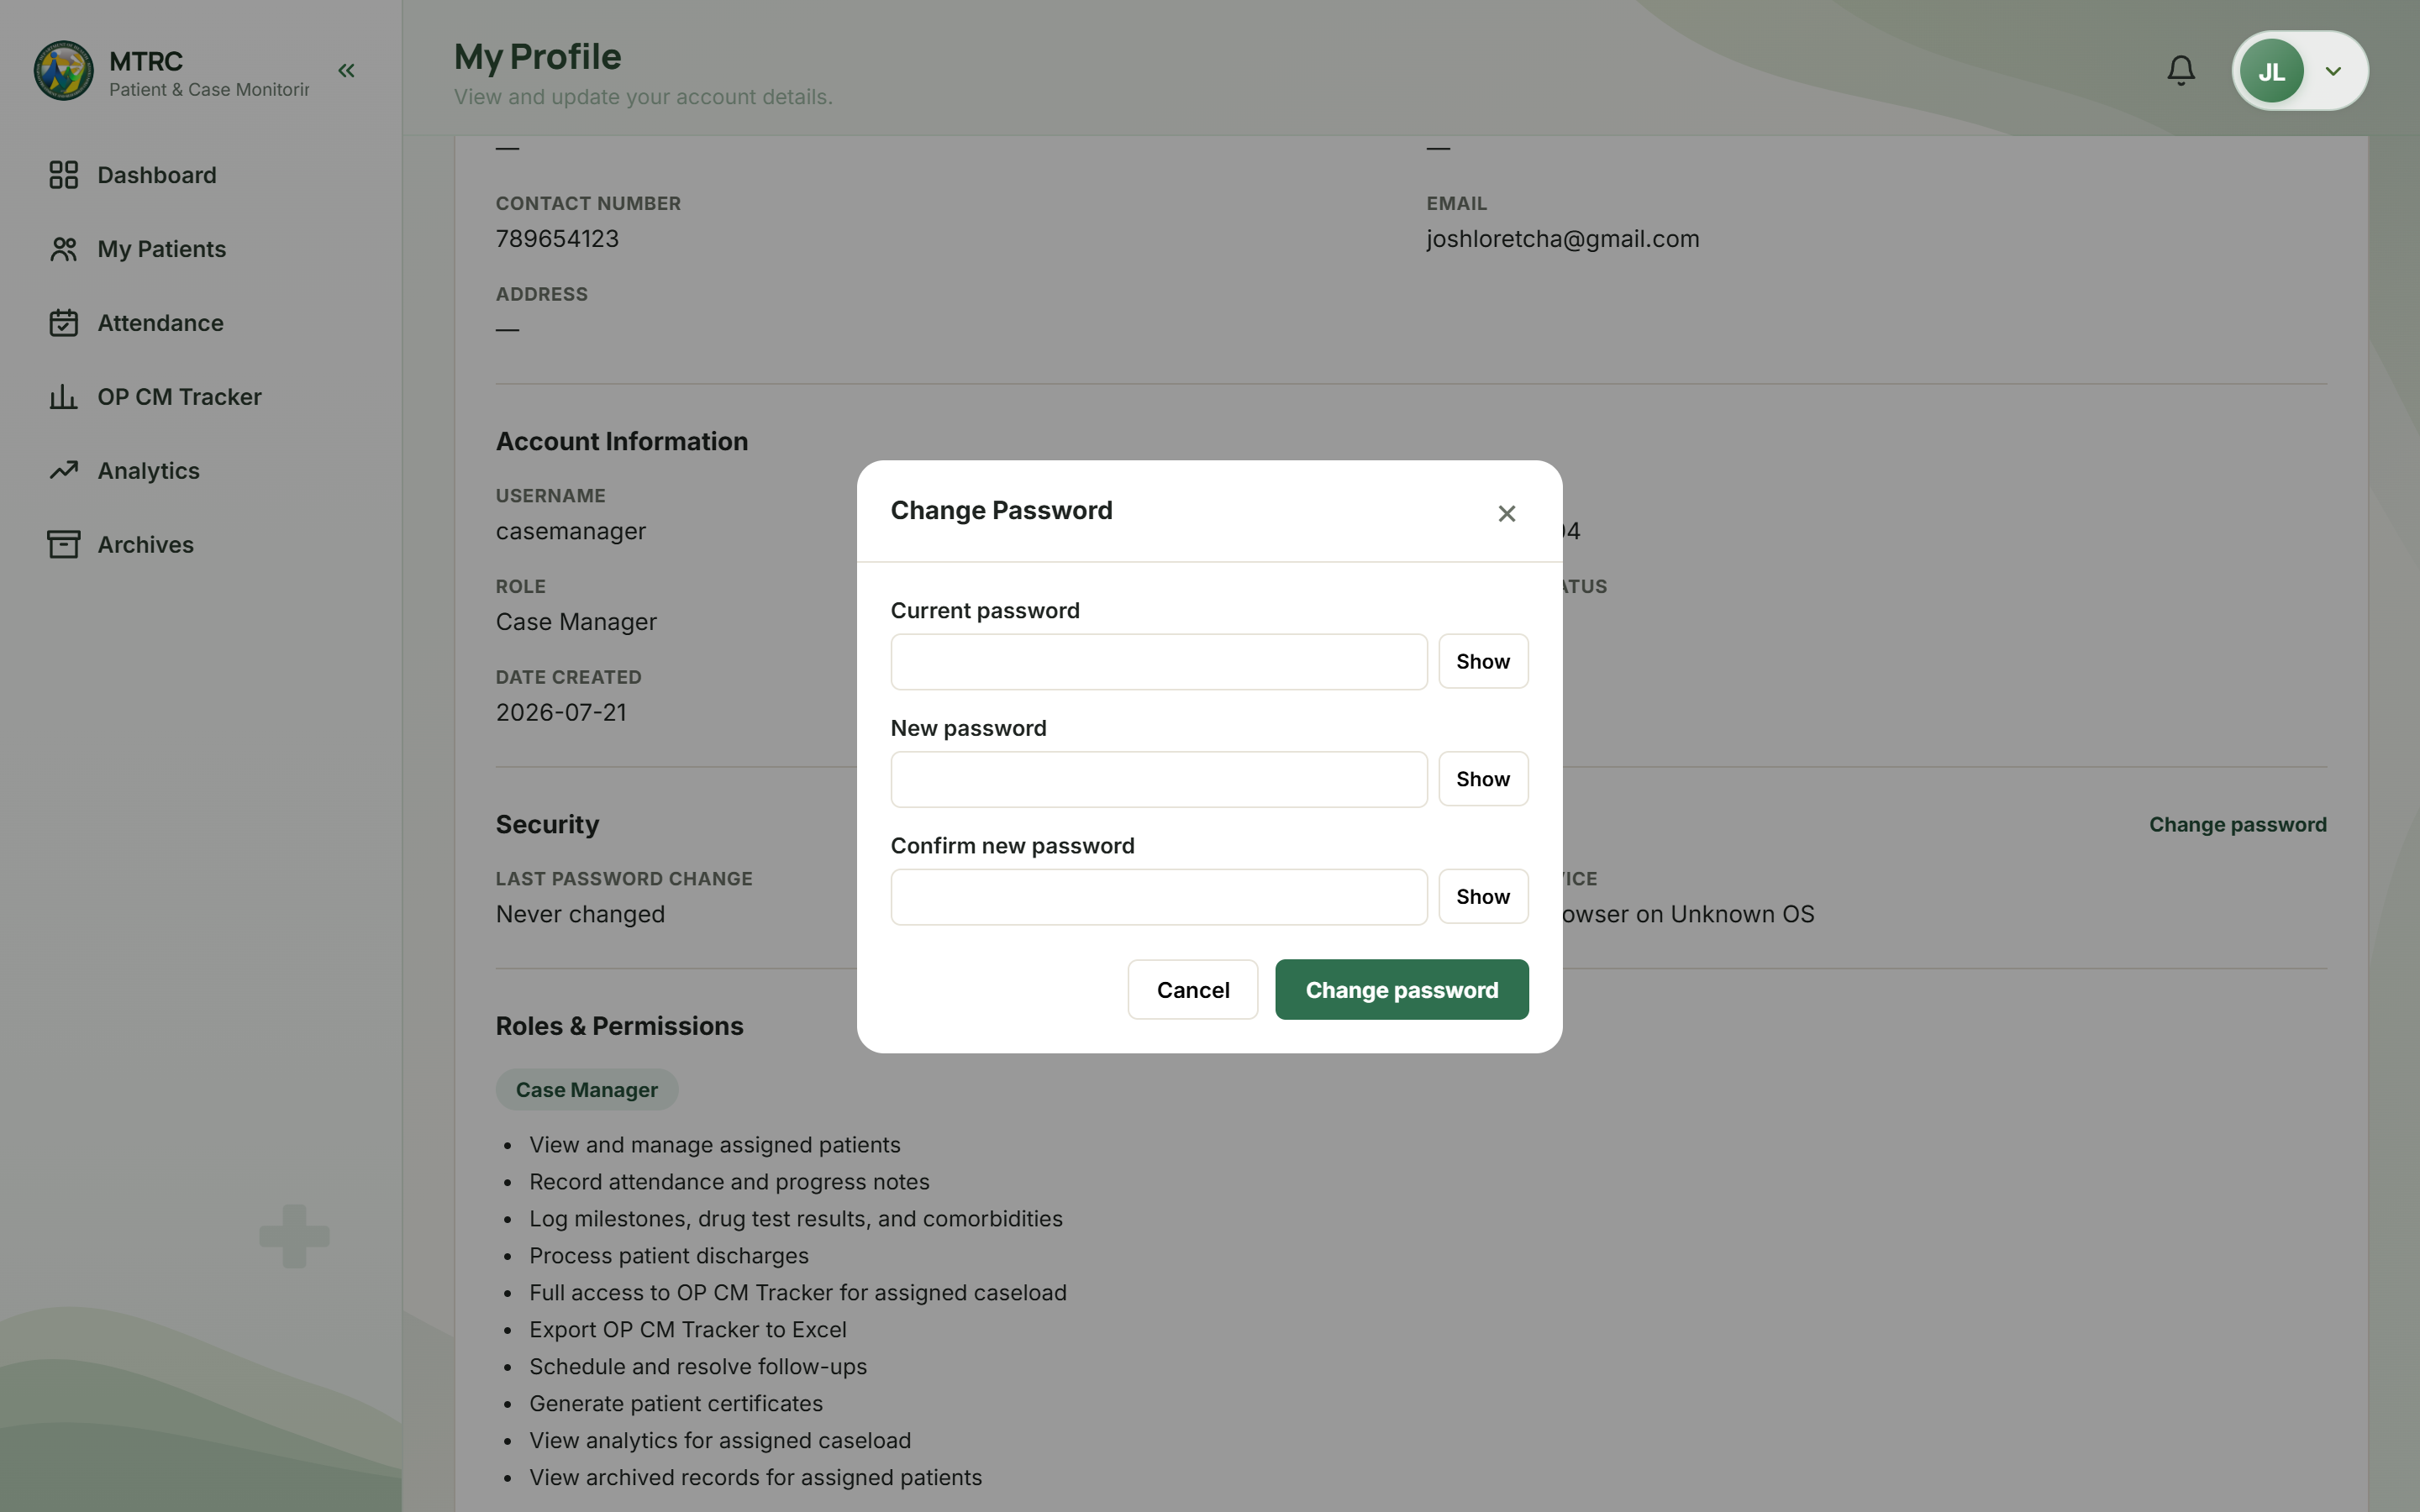 MTRC
Patient & Case Monitorin
Dashboard
My Patients
Attendance
OP CM Tracker
Analytics
Archives
My Profile
View and update your account details.
JL
—
—
CONTACT NUMBER
789654123
EMAIL
joshloretcha@gmail.com
ADDRESS
—
Account Information
USERNAME
casemanager
04
ROLE
Case Manager
ATUS
DATE CREATED
2026-07-21
Security
Change password
LAST PASSWORD CHANGE
Never changed
VICE
owser on Unknown OS
Roles & Permissions
Case Manager
• View and manage assigned patients
• Record attendance and progress notes
• Log milestones, drug test results, and comorbidities
• Process patient discharges
• Full access to OP CM Tracker for assigned caseload
• Export OP CM Tracker to Excel
• Schedule and resolve follow-ups
• Generate patient certificates
• View analytics for assigned caseload
• View archived records for assigned patients
Change Password
Current password
Show
New password
Show
Confirm new password
Show
Cancel
Change password